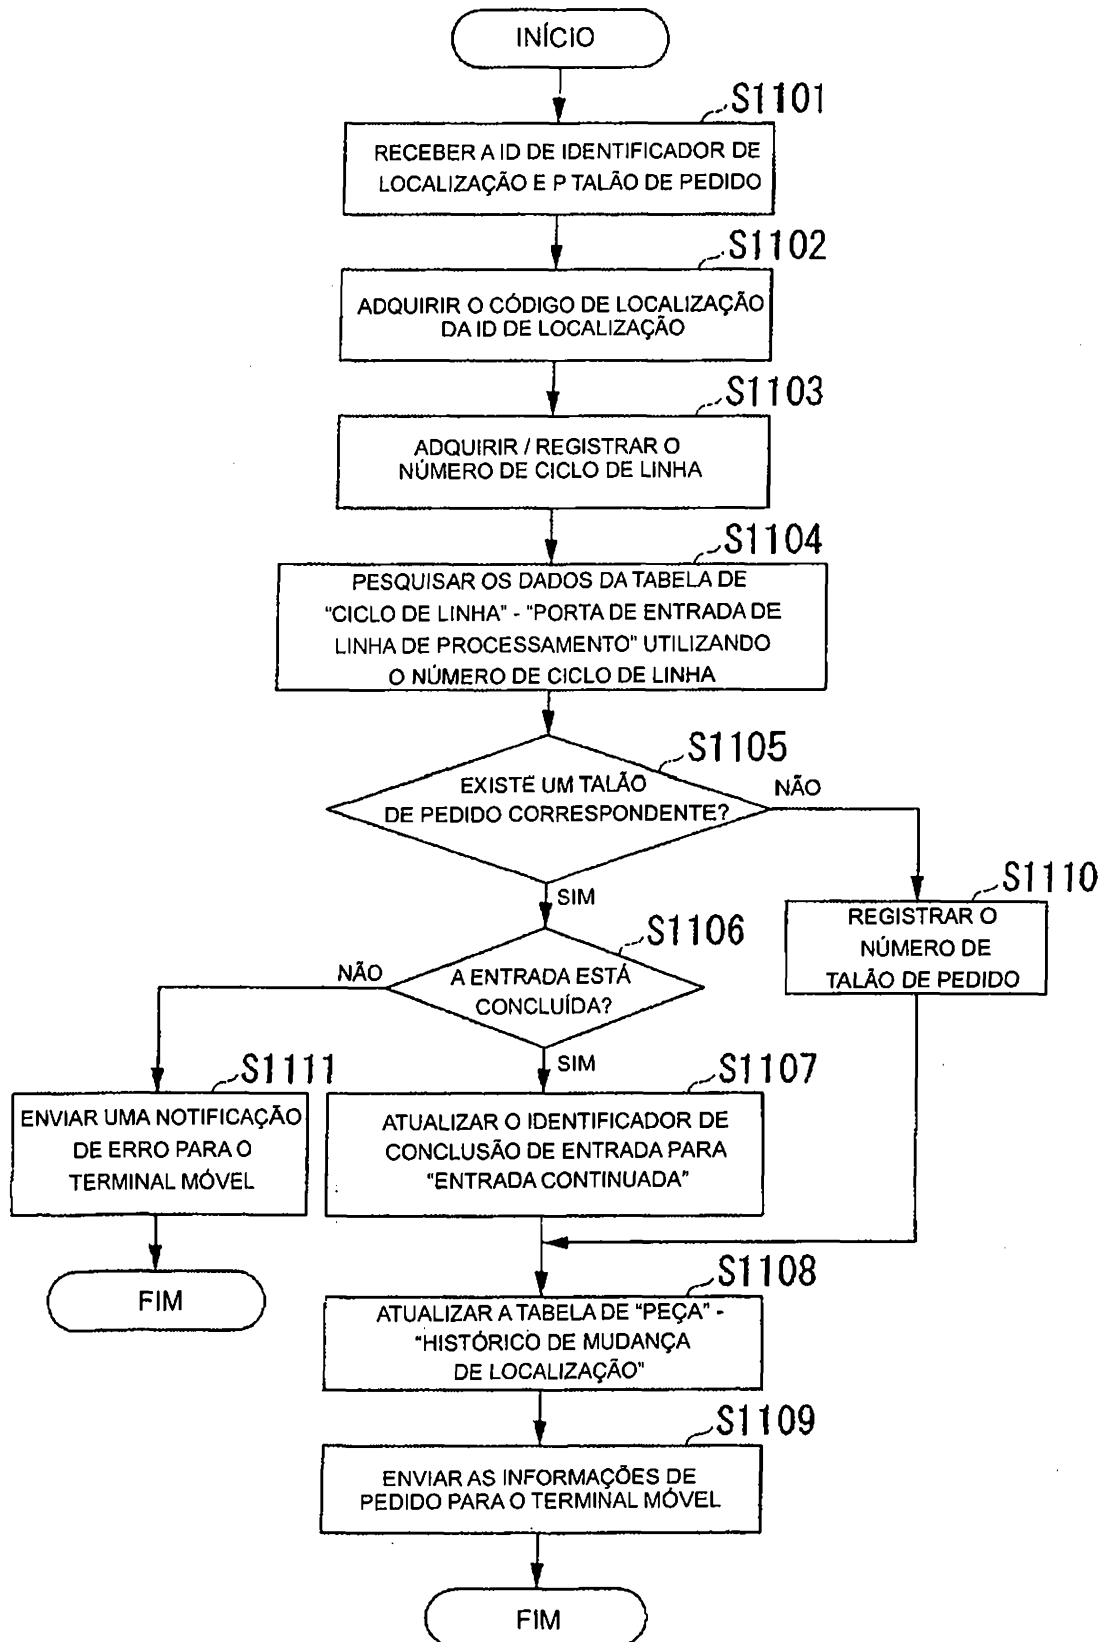 INÍCIO
S1101
RECEBER A ID DE IDENTIFICADOR DE
LOCALIZAÇÃO E P TALÃO DE PEDIDO
S1102
ADQUIRIR O CÓDIGO DE LOCALIZAÇÃO
DA ID DE LOCALIZAÇÃO
S1103
ADQUIRIR / REGISTRAR O
NÚMERO DE CICLO DE LINHA
S1104
PESQUISAR OS DADOS DA TABELA DE
"CICLO DE LINHA" - "PORTA DE ENTRADA DE
LINHA DE PROCESSAMENTO" UTILIZANDO
O NÚMERO DE CICLO DE LINHA
S1105
EXISTE UM TALÃO
DE PEDIDO CORRESPONDENTE?
NÃO
SIM
S1110
REGISTRAR O
NÚMERO DE
TALÃO DE PEDIDO
S1106
A ENTRADA ESTÁ
CONCLUÍDA?
NÃO
SIM
S1111
ENVIAR UMA NOTIFICAÇÃO
DE ERRO PARA O
TERMINAL MÓVEL
FIM
S1107
ATUALIZAR O IDENTIFICADOR DE
CONCLUSÃO DE ENTRADA PARA
"ENTRADA CONTINUADA"
S1108
ATUALIZAR A TABELA DE "PEÇA" -
"HISTÓRICO DE MUDANÇA
DE LOCALIZAÇÃO"
S1109
ENVIAR AS INFORMAÇÕES DE
PEDIDO PARA O TERMINAL MÓVEL
FIM